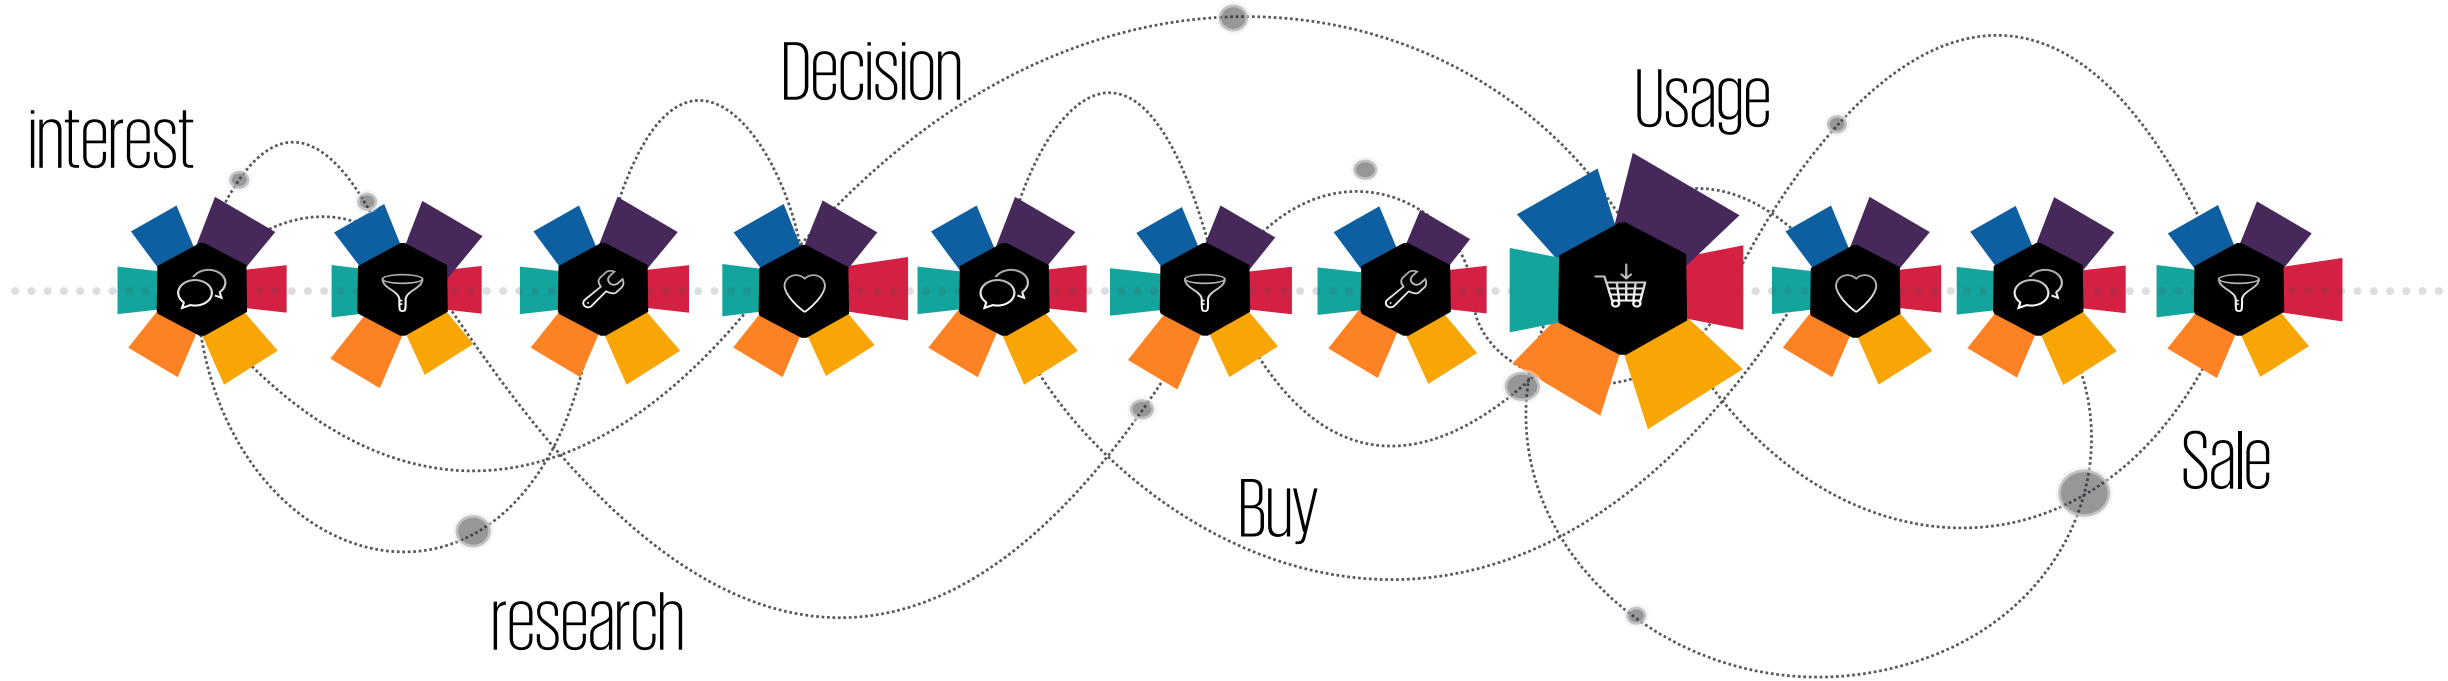 interest
research
Decision
Buy
Usage
Sale